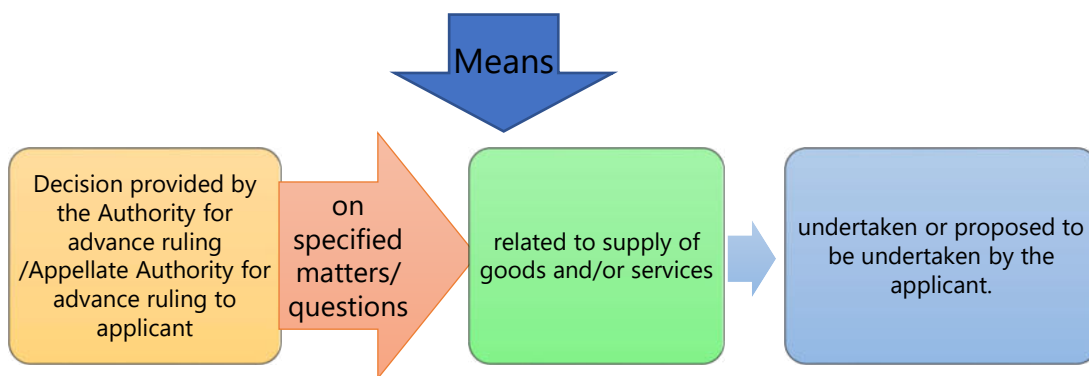 Means
Decision provided by
the Authority for
advance ruling
/Appellate Authority for
advance ruling to
applicant
on
specified
matters/
questions
related to supply of
goods and/or services
undertaken or proposed to
be undertaken by the
applicant.